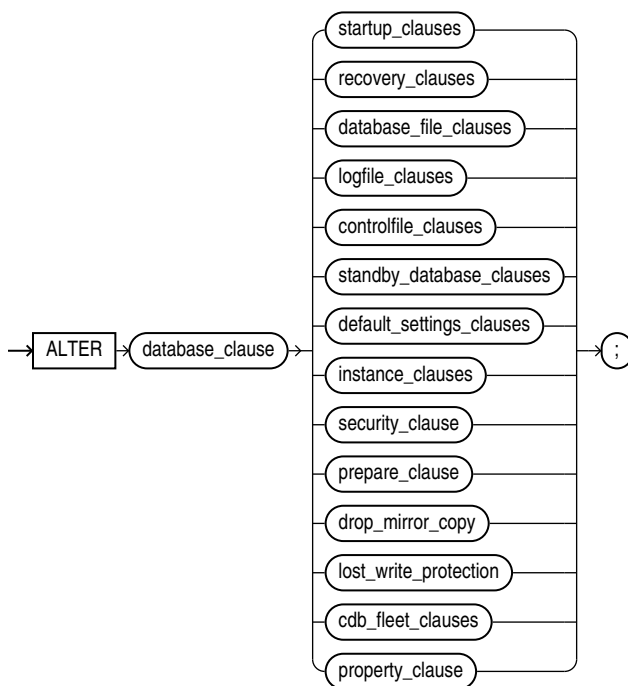 startup_clauses
recovery_clauses
database_file_clauses
logfile_clauses
controlfile_clauses
standby_database_clauses
ALTER database_clause default_settings_clauses ;
instance_clauses
security_clause
prepare_clause
drop_mirror_copy
lost_write_protection
cdb_fleet_clauses
property_clause